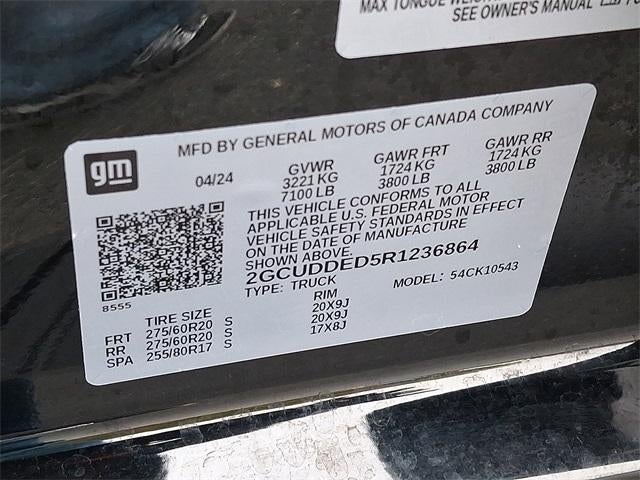 MAX TONGUE
SEE OWNER'S MANUAL
MFD BY GENERAL MOTORS OF CANADA COMPANY
gm
04/24 GVWR GAWR FRT GAWR RR
3221 KG 1724 KG 1724 KG
7100 LB 3800 LB 3800 LB
THIS VEHICLE CONFORMS TO ALL
APPLICABLE U.S. FEDERAL MOTOR
VEHICLE SAFETY STANDARDS IN EFFECT
ON THE DATE OF MANUFACTURE
SHOWN ABOVE.
2GCUDDED5R1236864
TYPE: TRUCK MODEL: 54CK10543
8555
TIRE SIZE RIM
FRT 275/60R20 S 20X9J
RR 275/60R20 S 20X9J
SPA 255/80R17 S 17X8J